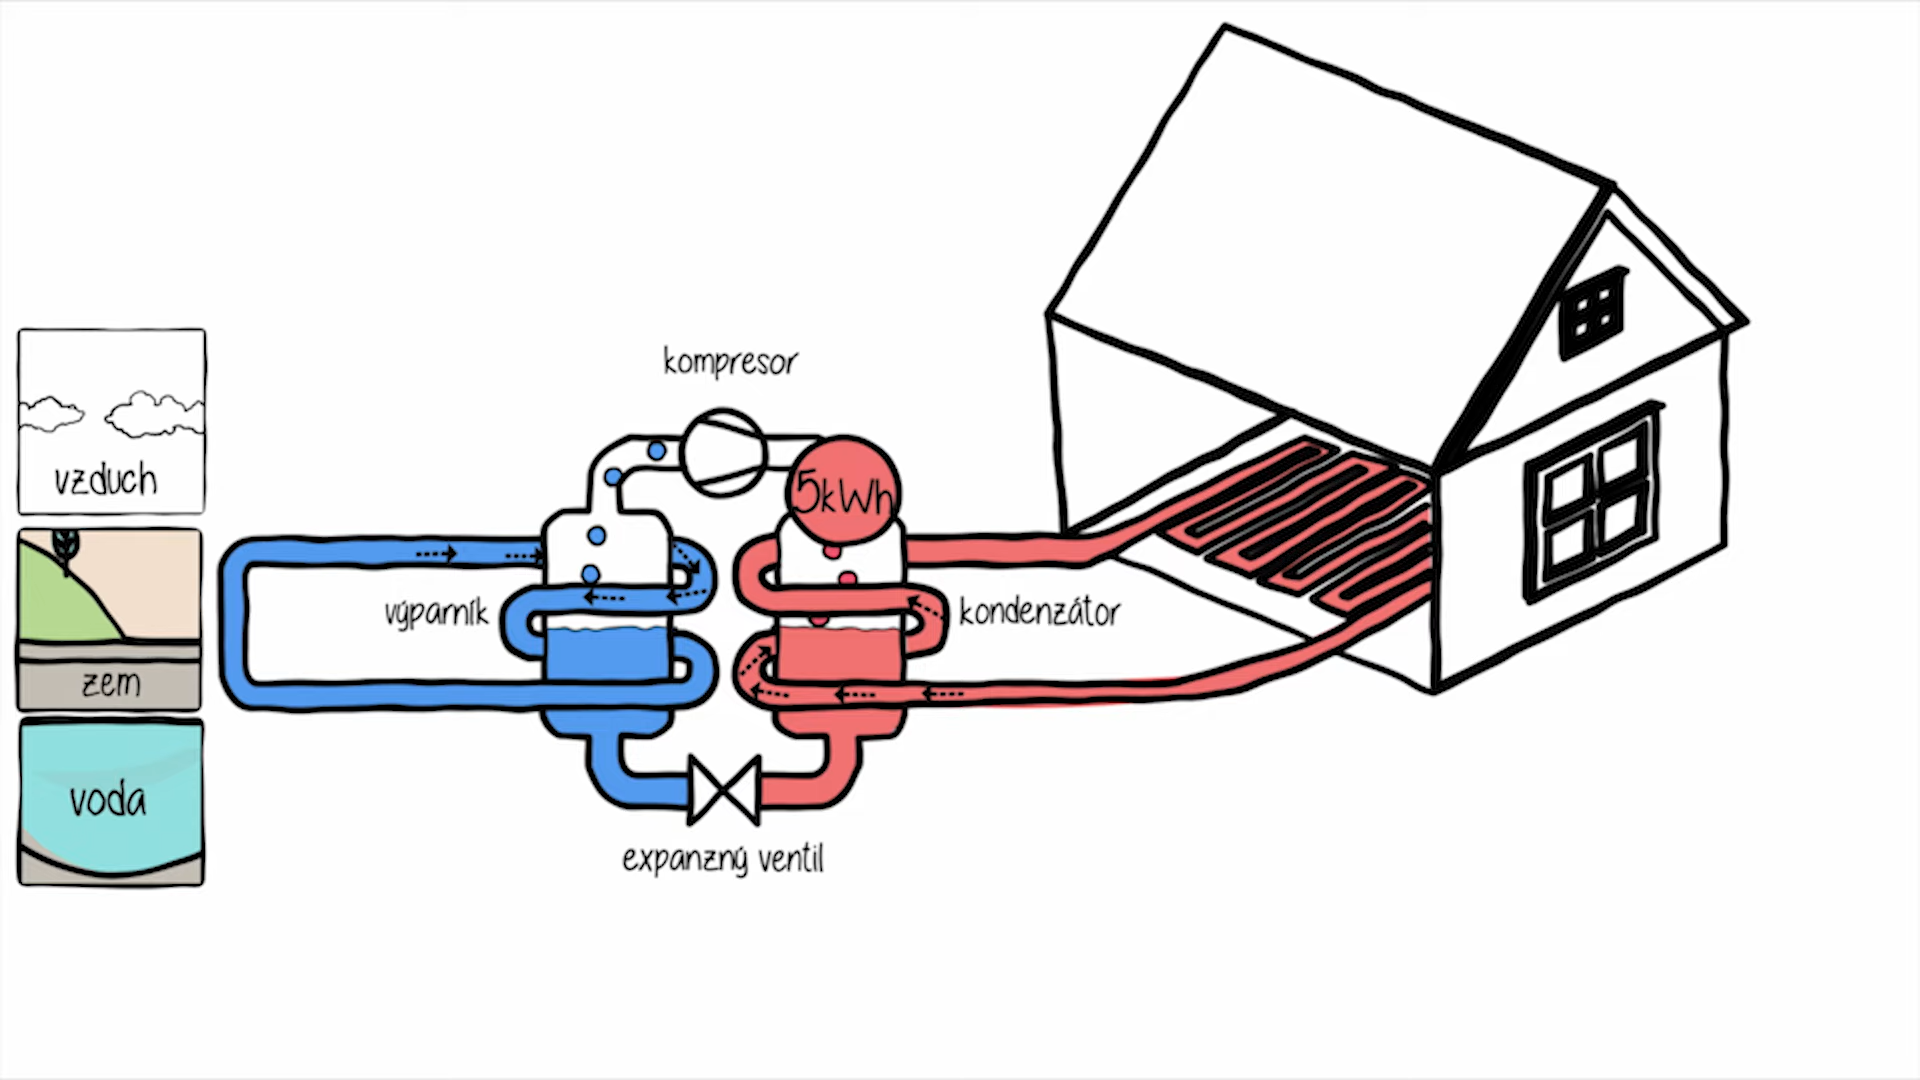 kompresor
vzduch
5kWh
výparník
kondenzátor
zem
voda
expanzný ventil